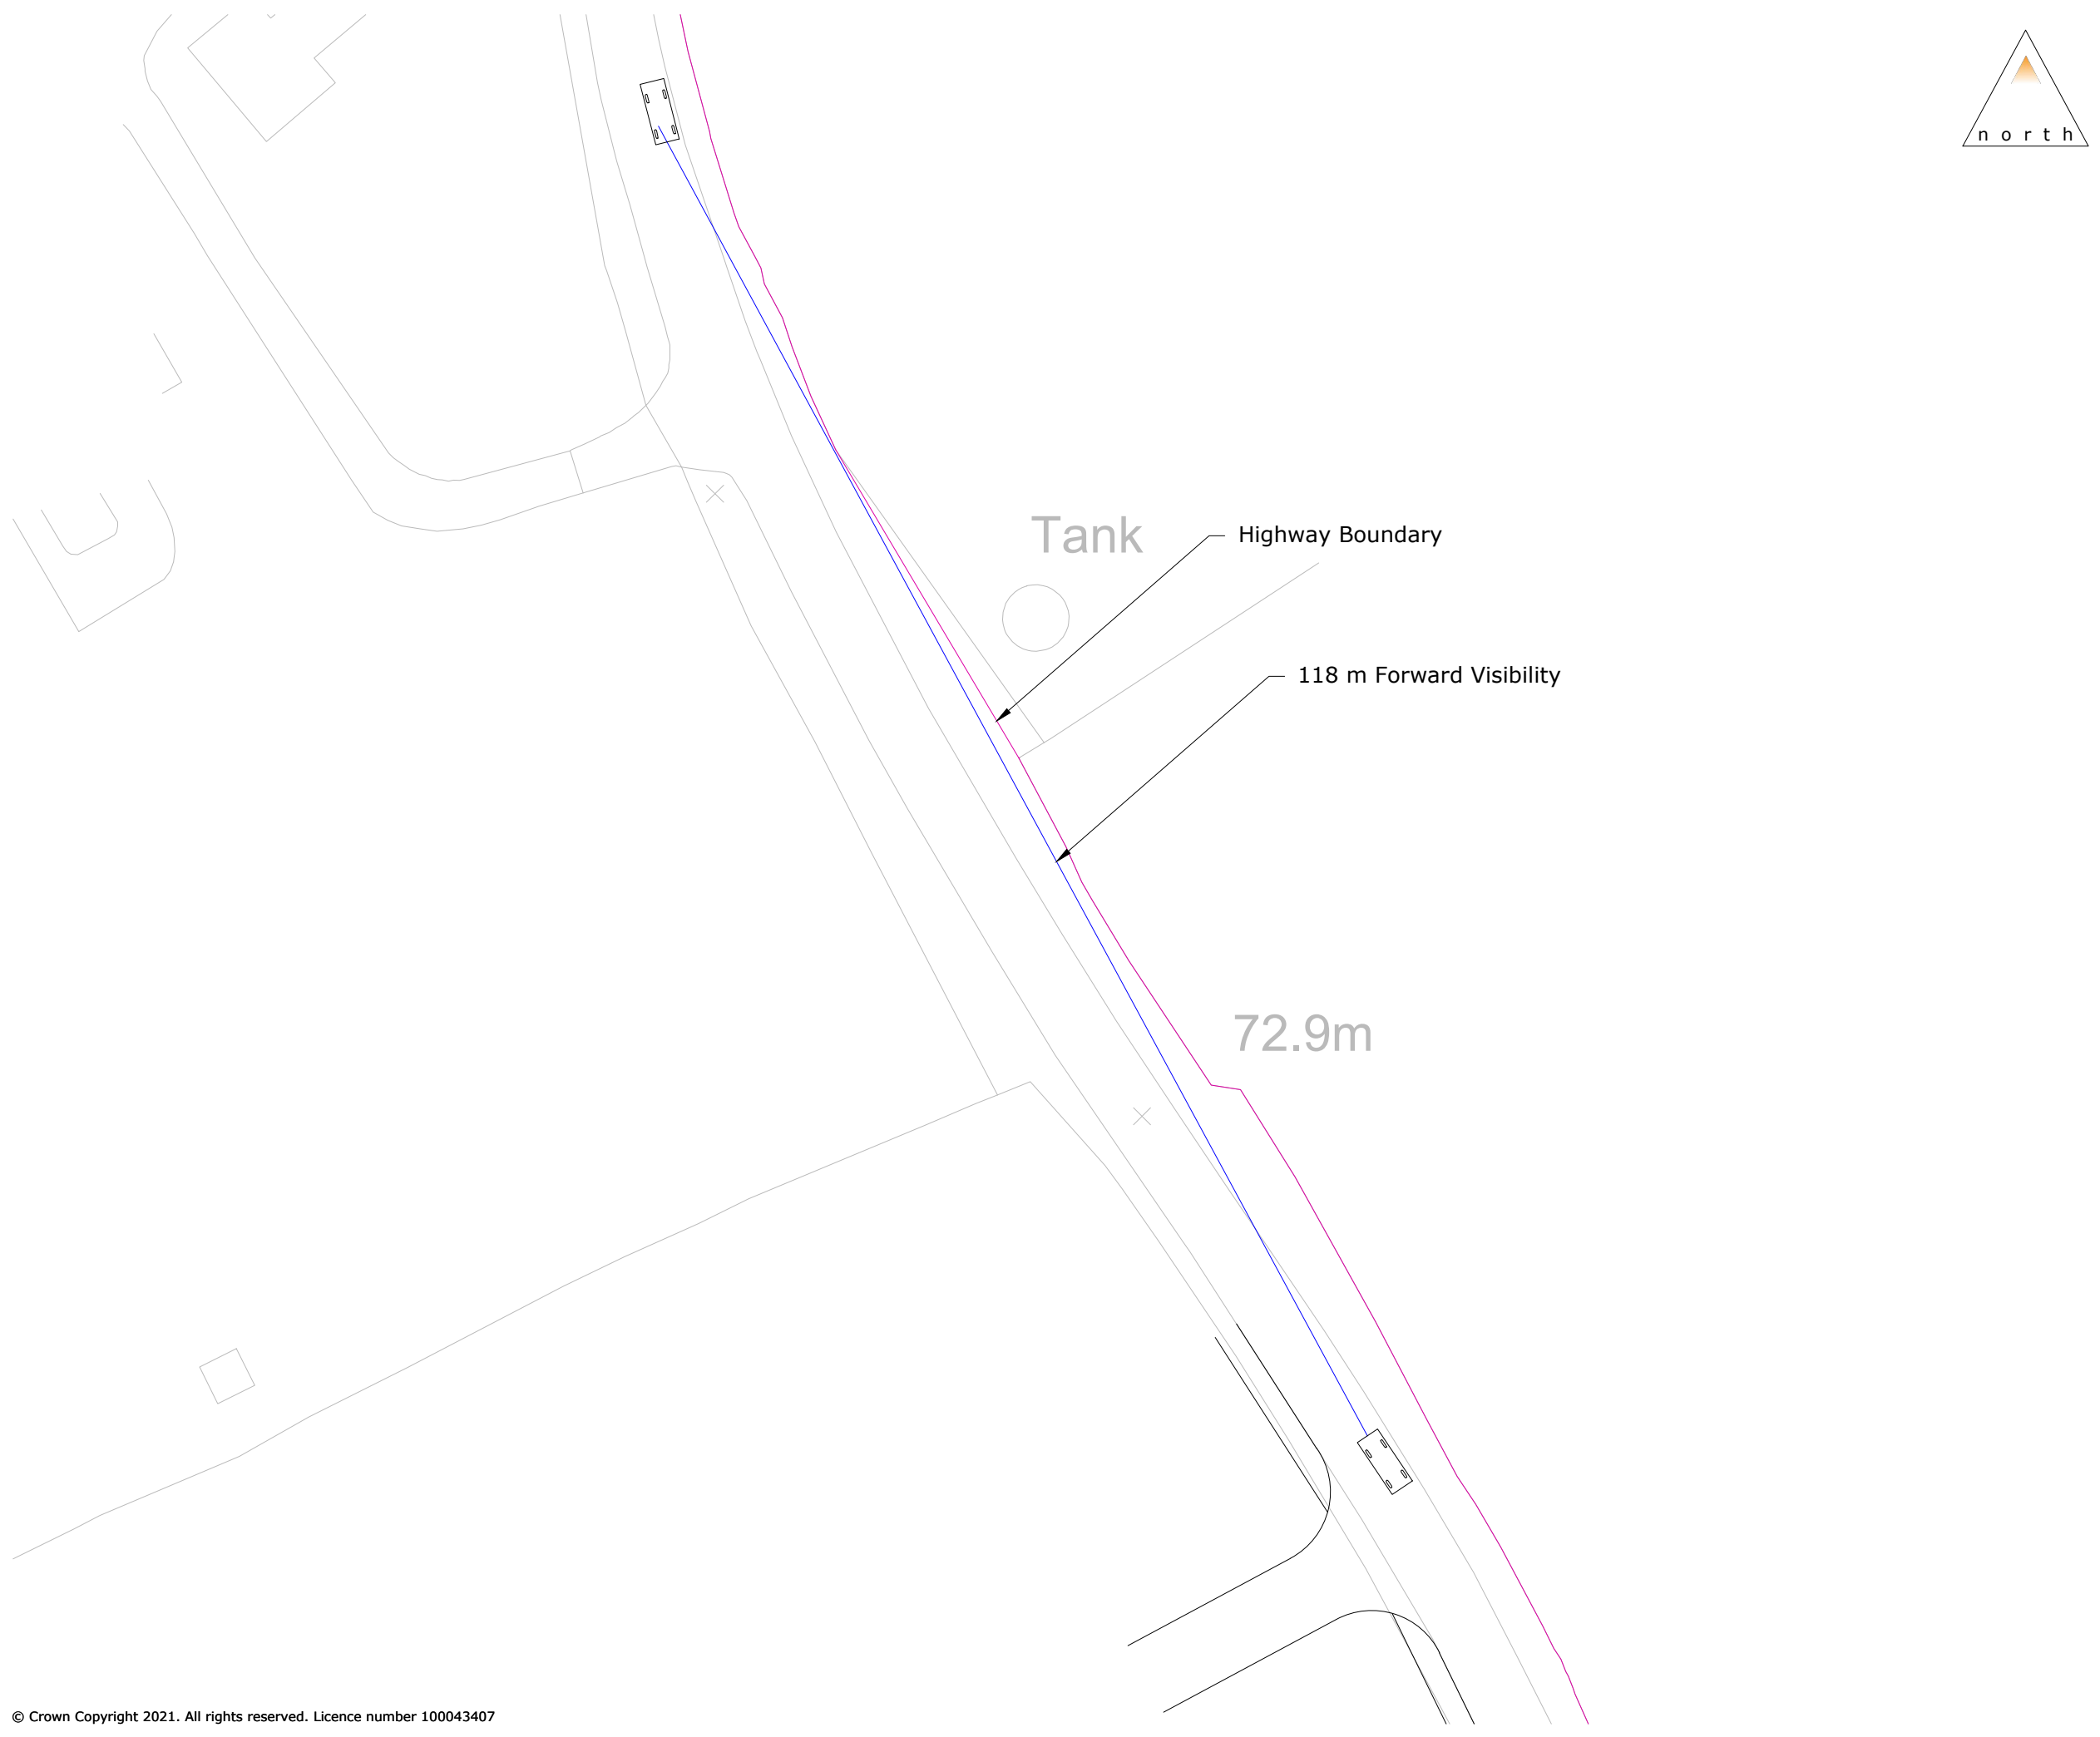 north
Tank
Highway Boundary
118 m Forward Visibility
72.9m
© Crown Copyright 2021. All rights reserved. Licence number 100043407